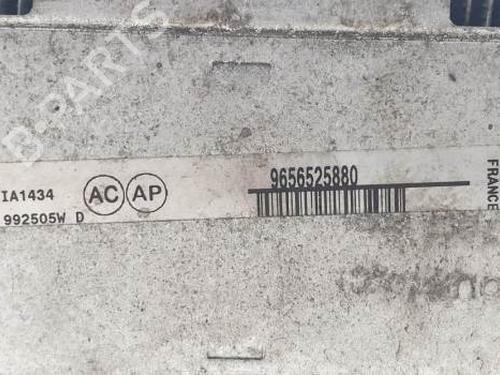 B-PARTS
IA1434
992505W D
AC
AP
9656525880
FRANCE